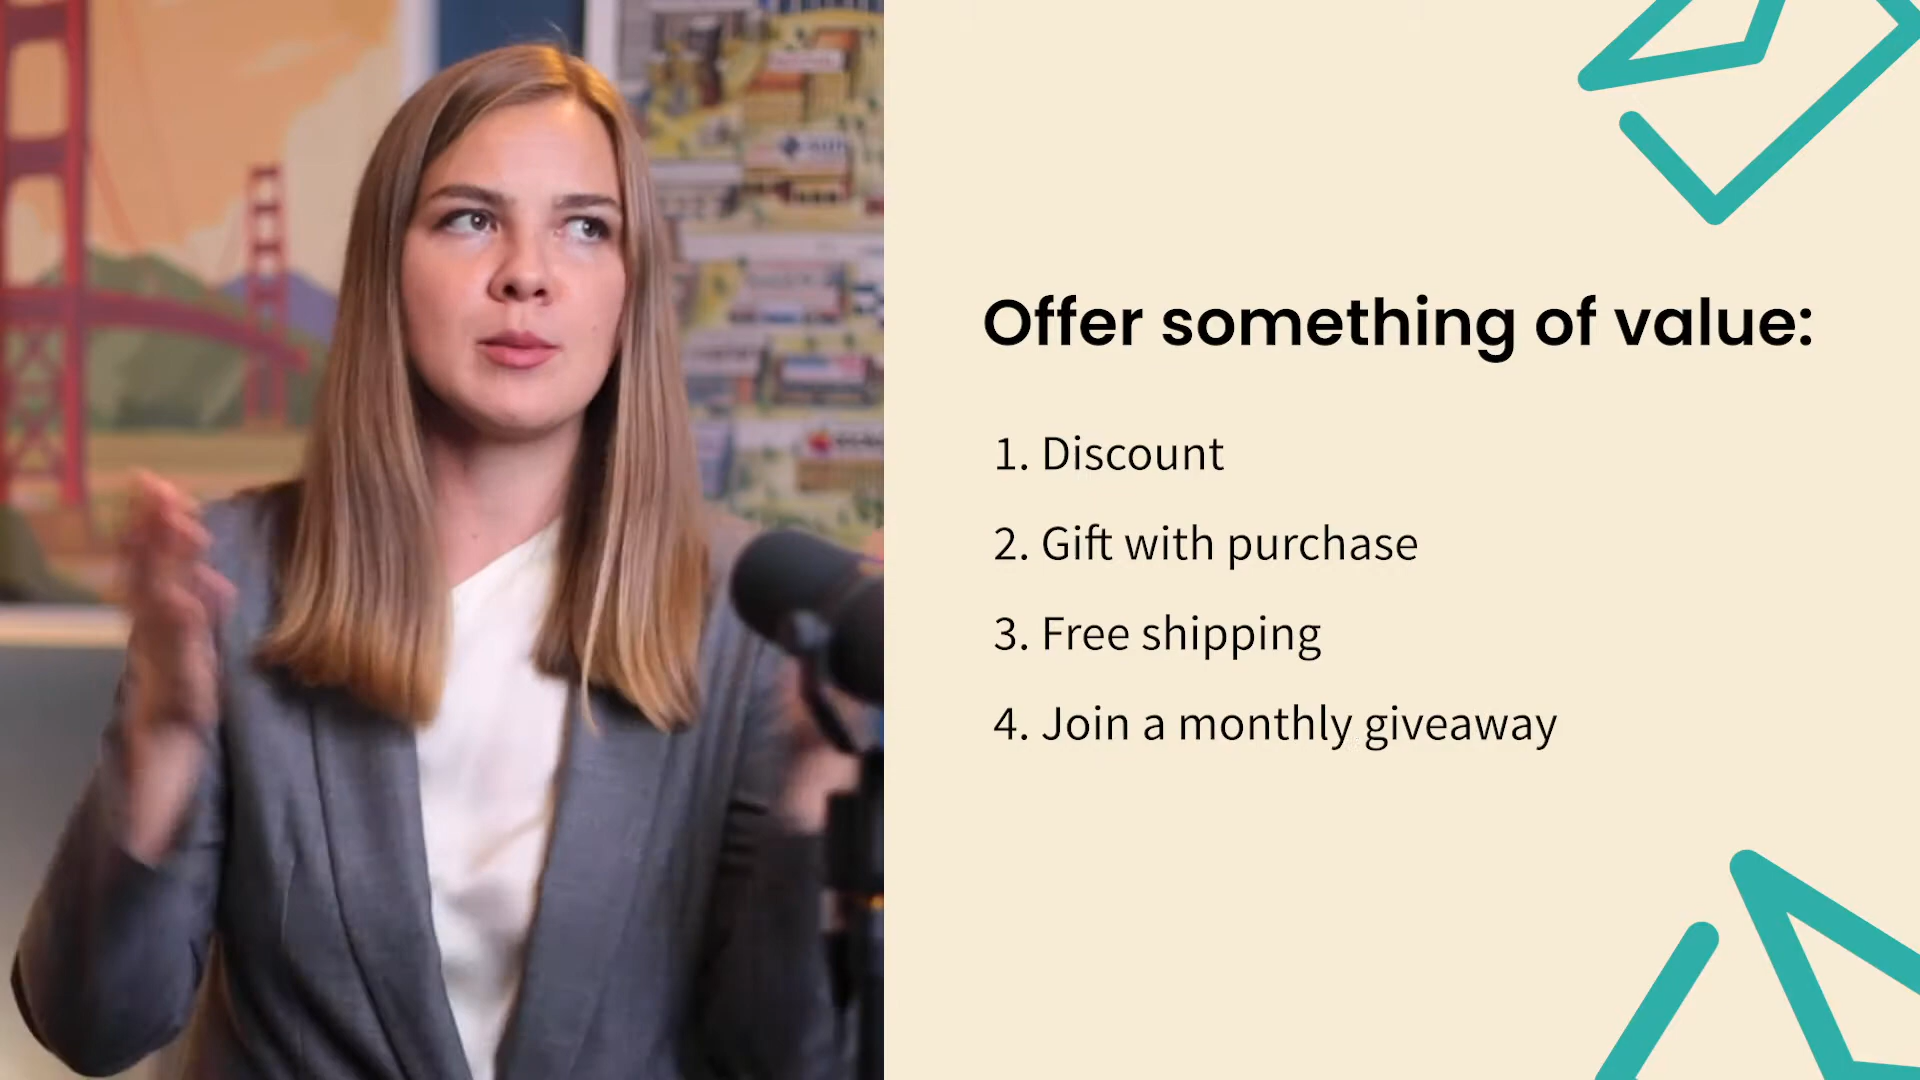 Offer something of value:
1. Discount
2. Gift with purchase
3. Free shipping
4. Join a monthly giveaway